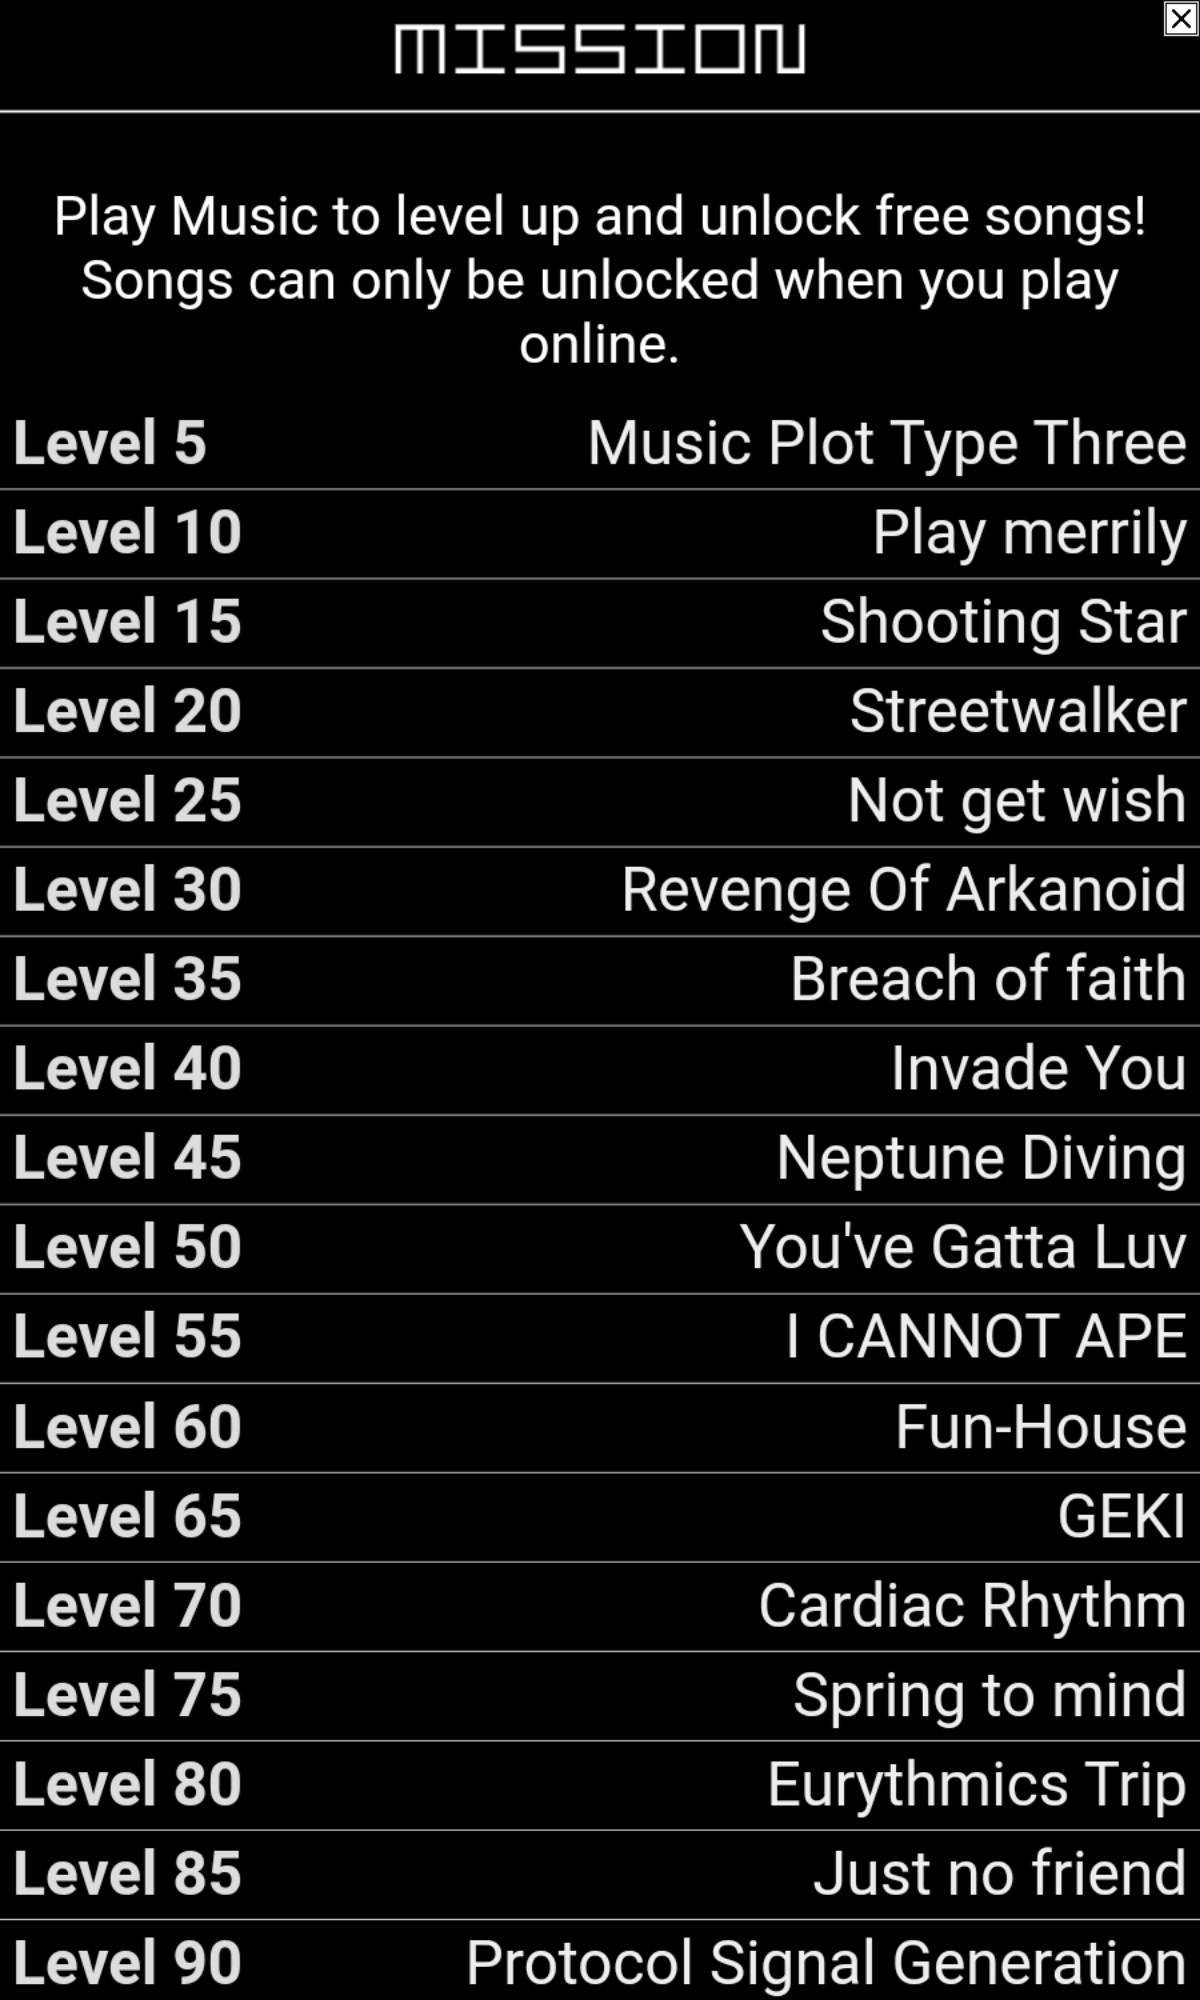 MISSION
Play Music to level up and unlock free songs!
Songs can only be unlocked when you play
online.
Level 5 Music Plot Type Three
Level 10 Play merrily
Level 15 Shooting Star
Level 20 Streetwalker
Level 25 Not get wish
Level 30 Revenge Of Arkanoid
Level 35 Breach of faith
Level 40 Invade You
Level 45 Neptune Diving
Level 50 You've Gatta Luv
Level 55 I CANNOT APE
Level 60 Fun-House
Level 65 GEKI
Level 70 Cardiac Rhythm
Level 75 Spring to mind
Level 80 Eurythmics Trip
Level 85 Just no friend
Level 90 Protocol Signal Generation